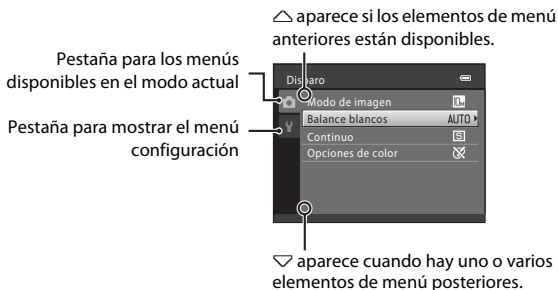 △ aparece si los elementos de menú
anteriores están disponibles.
Pestaña para los menús
disponibles en el modo actual
Pestaña para mostrar el menú
configuración
Disparo
Modo de imagen
Balance blancos AUTO
Continuo S
Opciones de color
▽ aparece cuando hay uno o varios
elementos de menú posteriores.